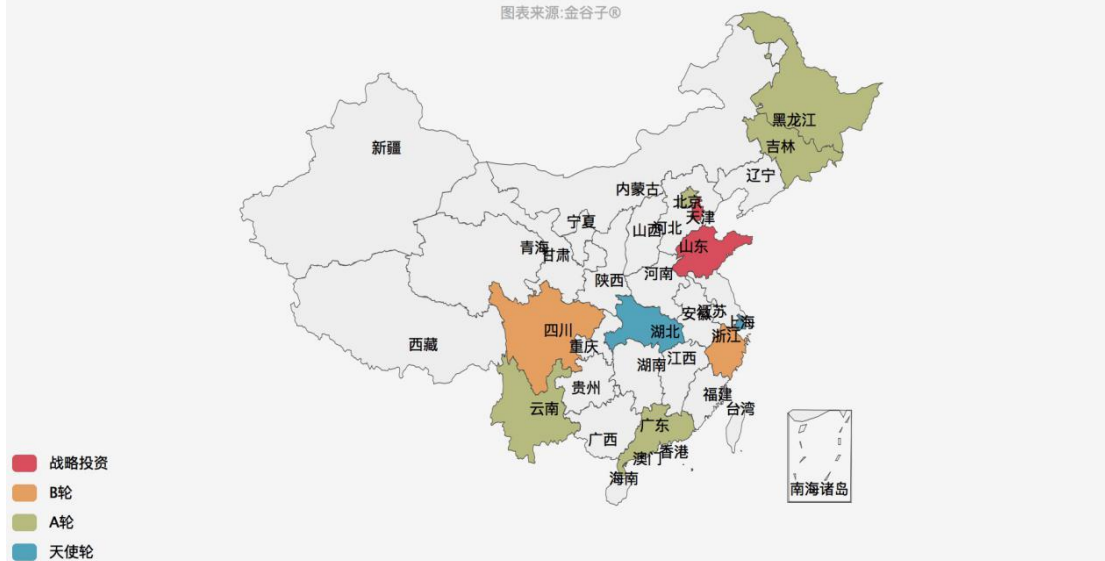 图表来源:金谷子®
黑龙江
吉林
新疆
辽宁
内蒙古
北京
天津
宁夏
山西
河北
山东
青海
甘肃
河南
陕西
安徽
江苏
上海
四川
湖北
浙江
西藏
重庆
湖南
江西
贵州
福建
台湾
云南
广东
广西
澳门
香港
海南
南海诸岛
战略投资
B轮
A轮
天使轮